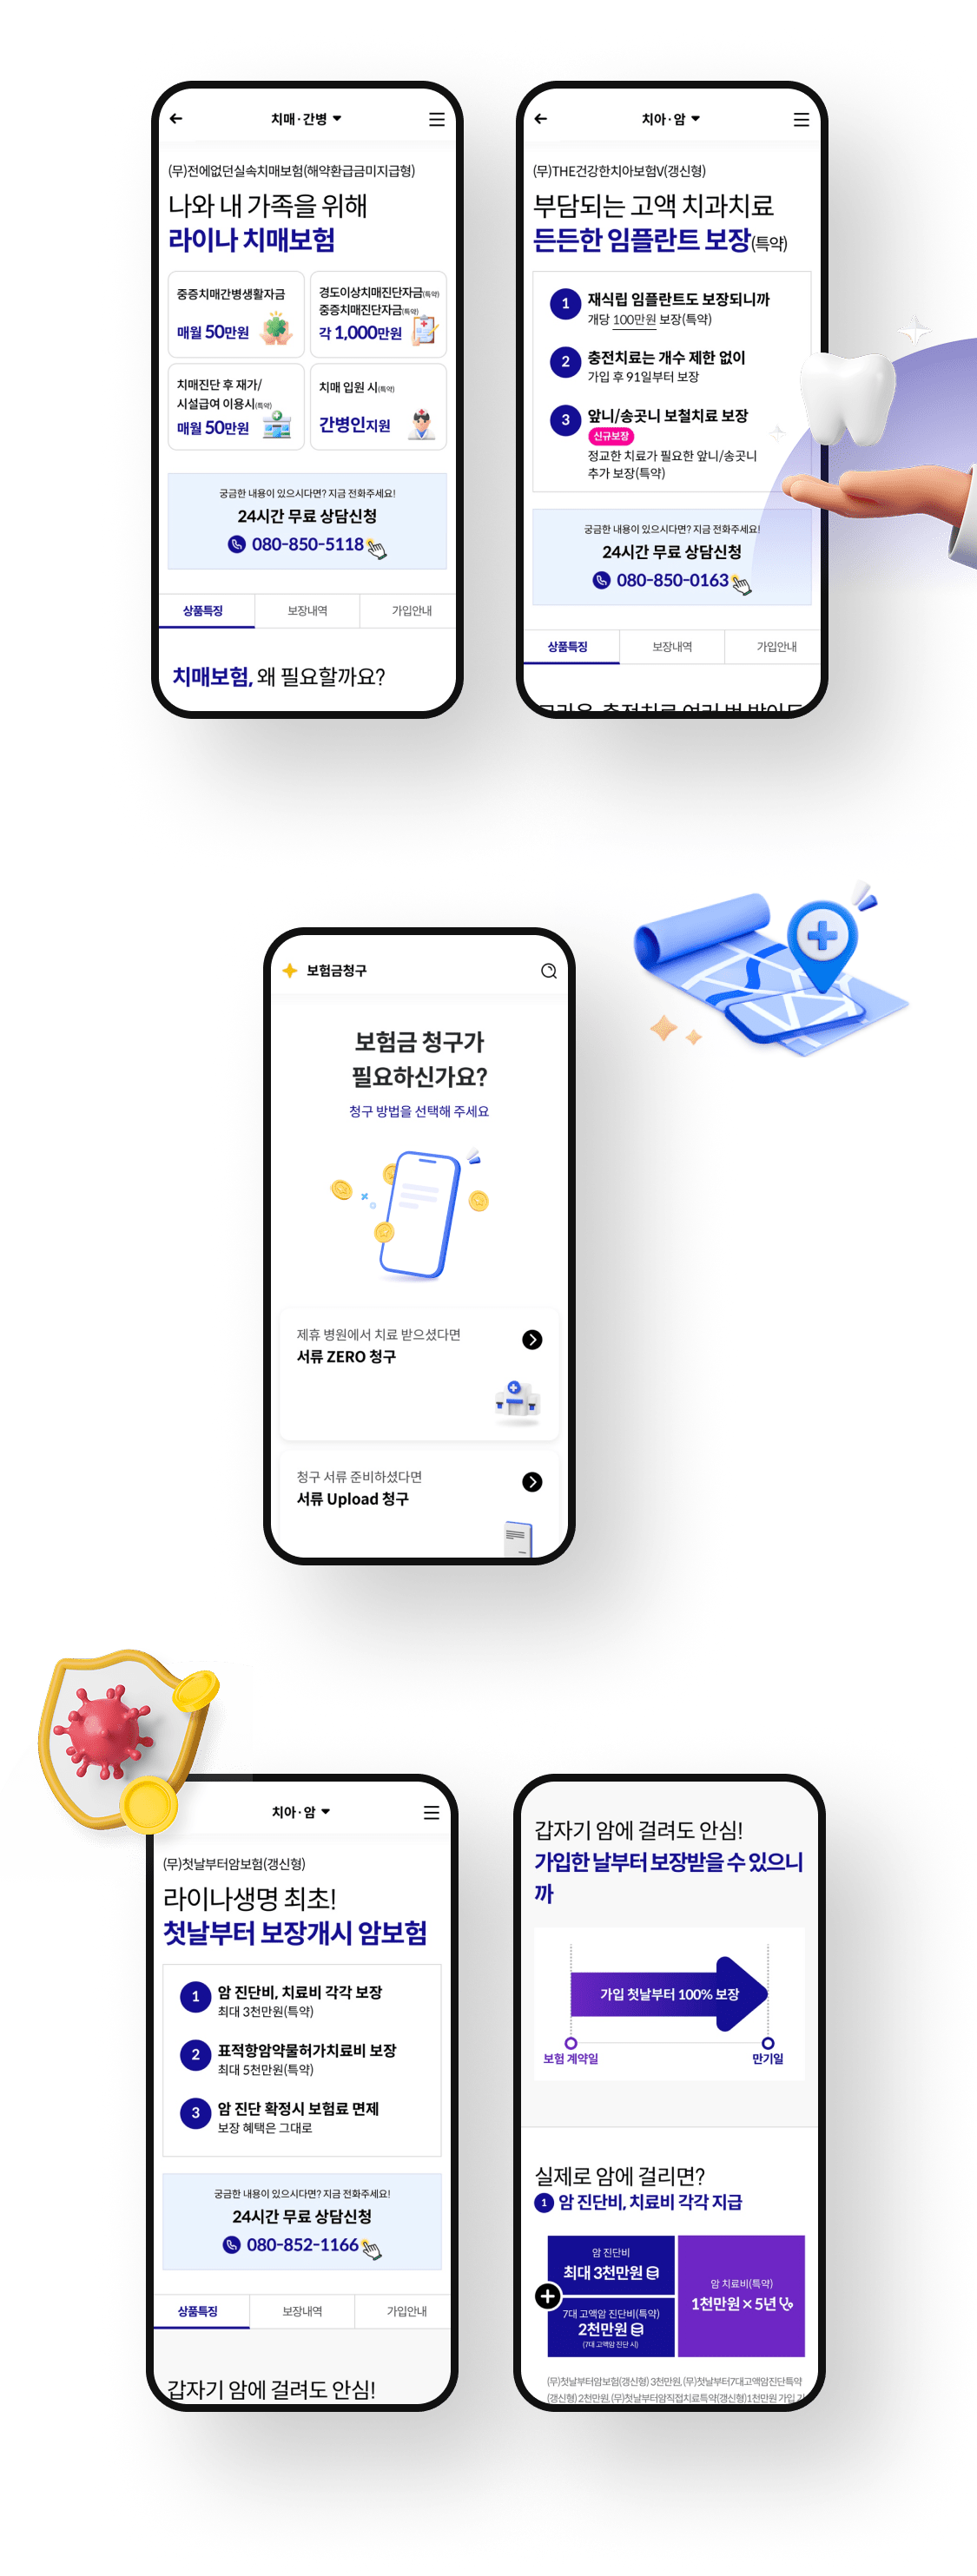 치매·간병
(무)전에없던실속치매보험(해약환급금미지급형)
나와 내 가족을 위해
라이나 치매보험
중증치매간병생활자금
매월 50만원
경도이상치매진단자금(특약)
중증치매진단자금(특약)
각 1,000만원
치매진단 후 재가/
시설급여 이용시(특약)
매월 50만원
치매 입원 시(특약)
간병인지원
궁금한 내용이 있으시다면? 지금 전화주세요!
24시간 무료 상담신청
080-850-5118
상품특징
보장내역
가입안내
치매보험, 왜 필요할까요?
치아·암
(무)THE건강한치아보험V(갱신형)
부담되는 고액 치과치료
든든한 임플란트 보장(특약)
1 재식립 임플란트도 보장되니까
개당 100만원 보장(특약)
2 충전치료는 개수 제한 없이
가입 후 91일부터 보장
3 앞니/송곳니 보철치료 보장
신규보장
정교한 치료가 필요한 앞니/송곳니
추가 보장(특약)
궁금한 내용이 있으시다면? 지금 전화주세요!
24시간 무료 상담신청
080-850-0163
상품특징
보장내역
가입안내
보험금청구
보험금 청구가
필요하신가요?
청구 방법을 선택해 주세요
제휴 병원에서 치료 받으셨다면
서류 ZERO 청구
청구 서류 준비하셨다면
서류 Upload 청구
치아·암
(무)첫날부터암보험(갱신형)
라이나생명 최초!
첫날부터 보장개시 암보험
1 암 진단비, 치료비 각각 보장
최대 3천만원(특약)
2 표적항암약물허가치료비 보장
최대 5천만원(특약)
3 암 진단 확정시 보험료 면제
보장 혜택은 그대로
궁금한 내용이 있으시다면? 지금 전화주세요!
24시간 무료 상담신청
080-852-1166
상품특징
보장내역
가입안내
갑자기 암에 걸려도 안심!
갑자기 암에 걸려도 안심!
가입한 날부터 보장받을 수 있으니
까
가입 첫날부터 100% 보장
보험 계약일
만기일
실제로 암에 걸리면?
1 암 진단비, 치료비 각각 지급
암 진단비
최대 3천만원
7대 고액암 진단비(특약)
2천만원
(7대 고액암 진단 시)
암 치료비(특약)
1천만원×5년
(무)첫날부터암보험(갱신형) 3천만원, (무)첫날부터7대고액암진단특약
(갱신형) 2천만원, (무)첫날부터암직접치료특약(갱신형)1천만원 가입